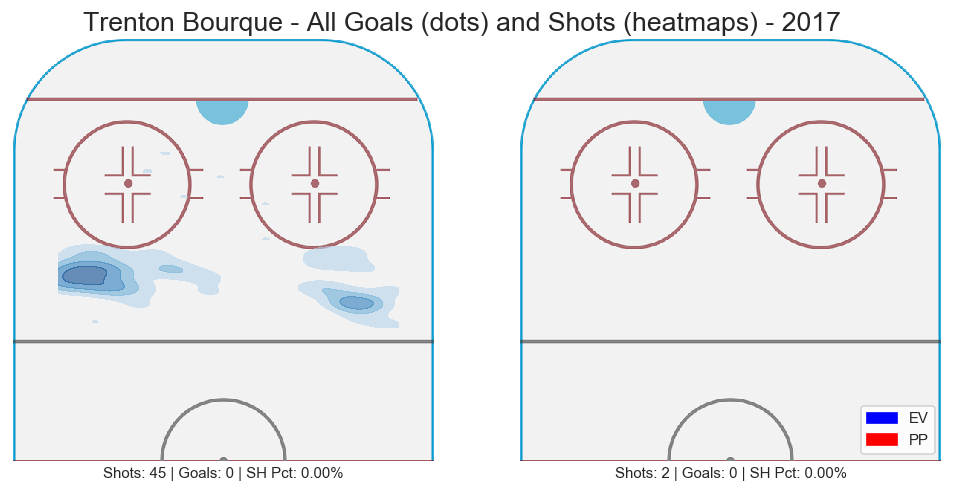 Trenton Bourque - All Goals (dots) and Shots (heatmaps) - 2017
EV
PP
Shots: 45 | Goals: 0 | SH Pct: 0.00%
Shots: 2 | Goals: 0 | SH Pct: 0.00%